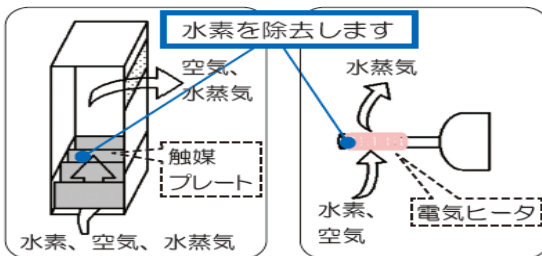 水素を除去します
空気、
水蒸気
触媒
プレート
水素、空気、水蒸気
水蒸気
水素、
空気
電気ヒータ